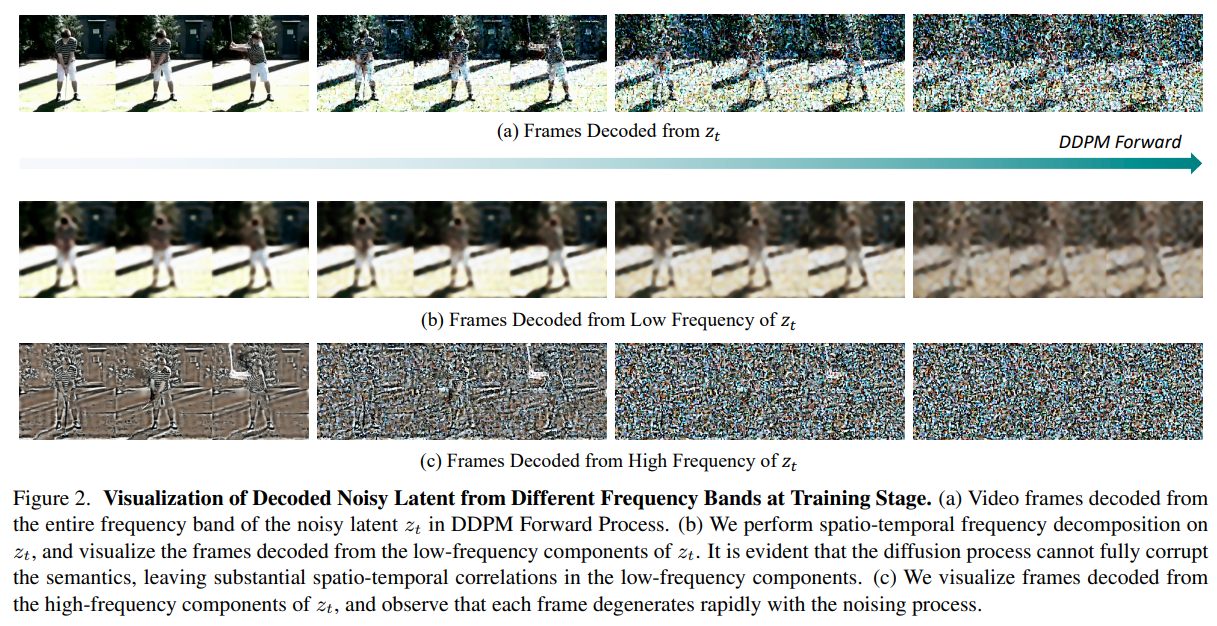 (a) Frames Decoded from z_t
DDPM Forward
(b) Frames Decoded from Low Frequency of z_t
(c) Frames Decoded from High Frequency of z_t
Figure 2. Visualization of Decoded Noisy Latent from Different Frequency Bands at Training Stage. (a) Video frames decoded from
the entire frequency band of the noisy latent z_t in DDPM Forward Process. (b) We perform spatio-temporal frequency decomposition on
z_t, and visualize the frames decoded from the low-frequency components of z_t. It is evident that the diffusion process cannot fully corrupt
the semantics, leaving substantial spatio-temporal correlations in the low-frequency components. (c) We visualize frames decoded from
the high-frequency components of z_t, and observe that each frame degenerates rapidly with the noising process.